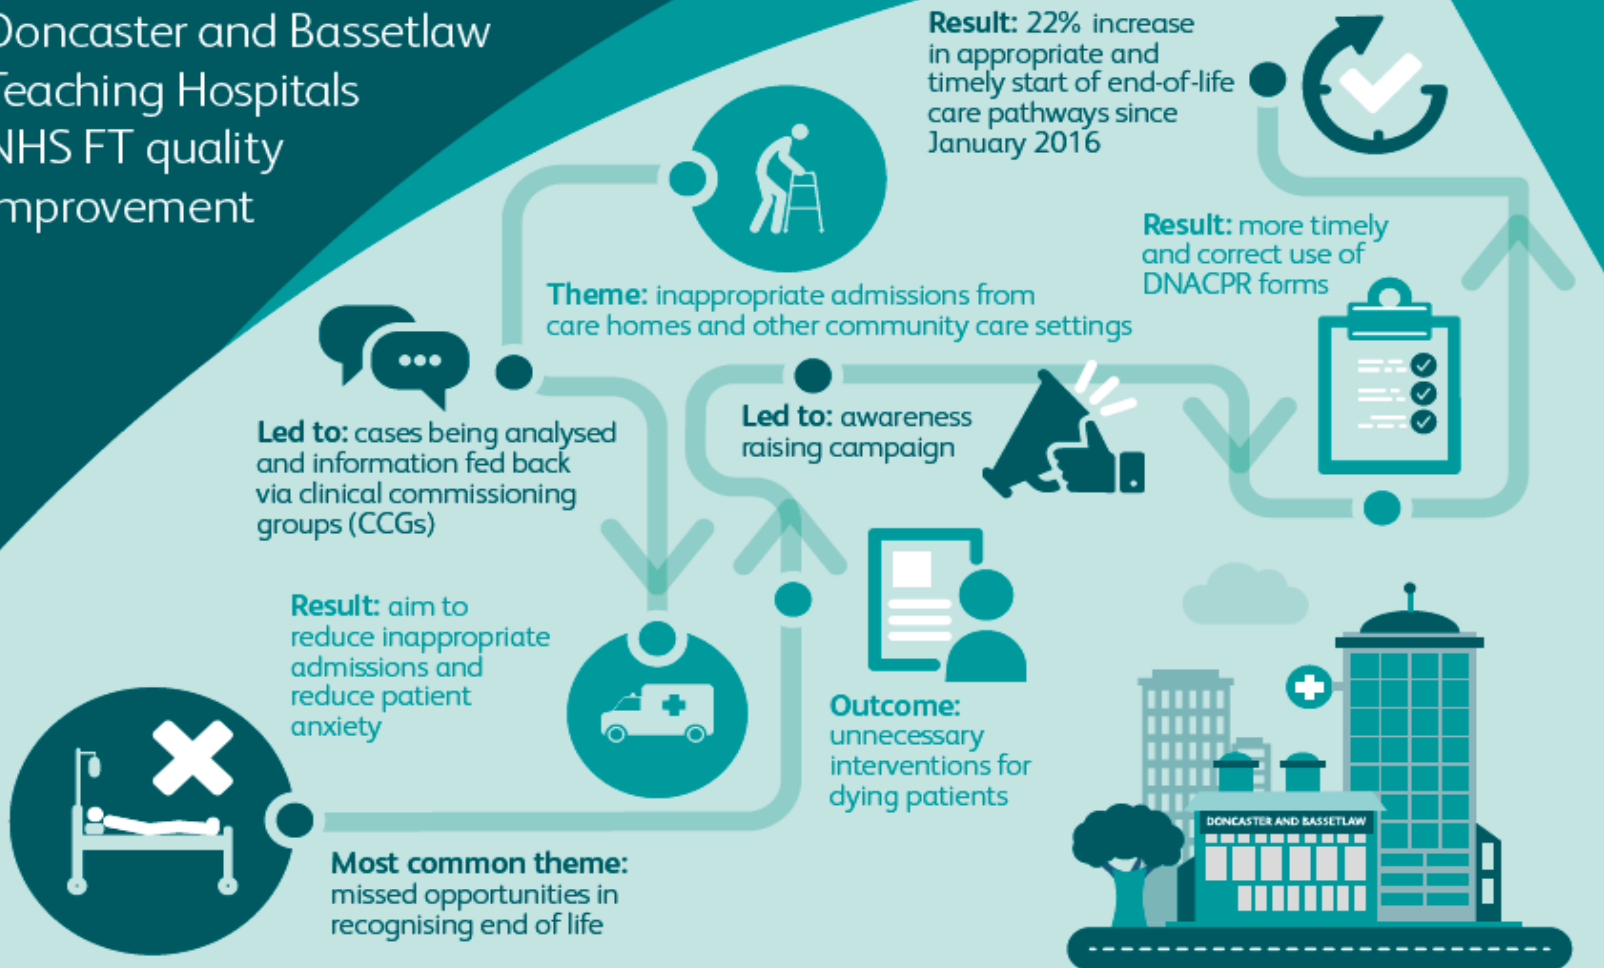 Doncaster and Bassetlaw
Teaching Hospitals
NHS FT quality
improvement
Result: 22% increase
in appropriate and
timely start of end-of-life
care pathways since
January 2016
Result: more timely
and correct use of
DNACPR forms
Theme: inappropriate admissions from
care homes and other community care settings
Led to: cases being analysed
and information fed back
via clinical commissioning
groups (CCGs)
Led to: awareness
raising campaign
Result: aim to
reduce inappropriate
admissions and
reduce patient
anxiety
Outcome:
unnecessary
interventions for
dying patients
Most common theme:
missed opportunities in
recognising end of life
DONCASTER AND BASSETLAW